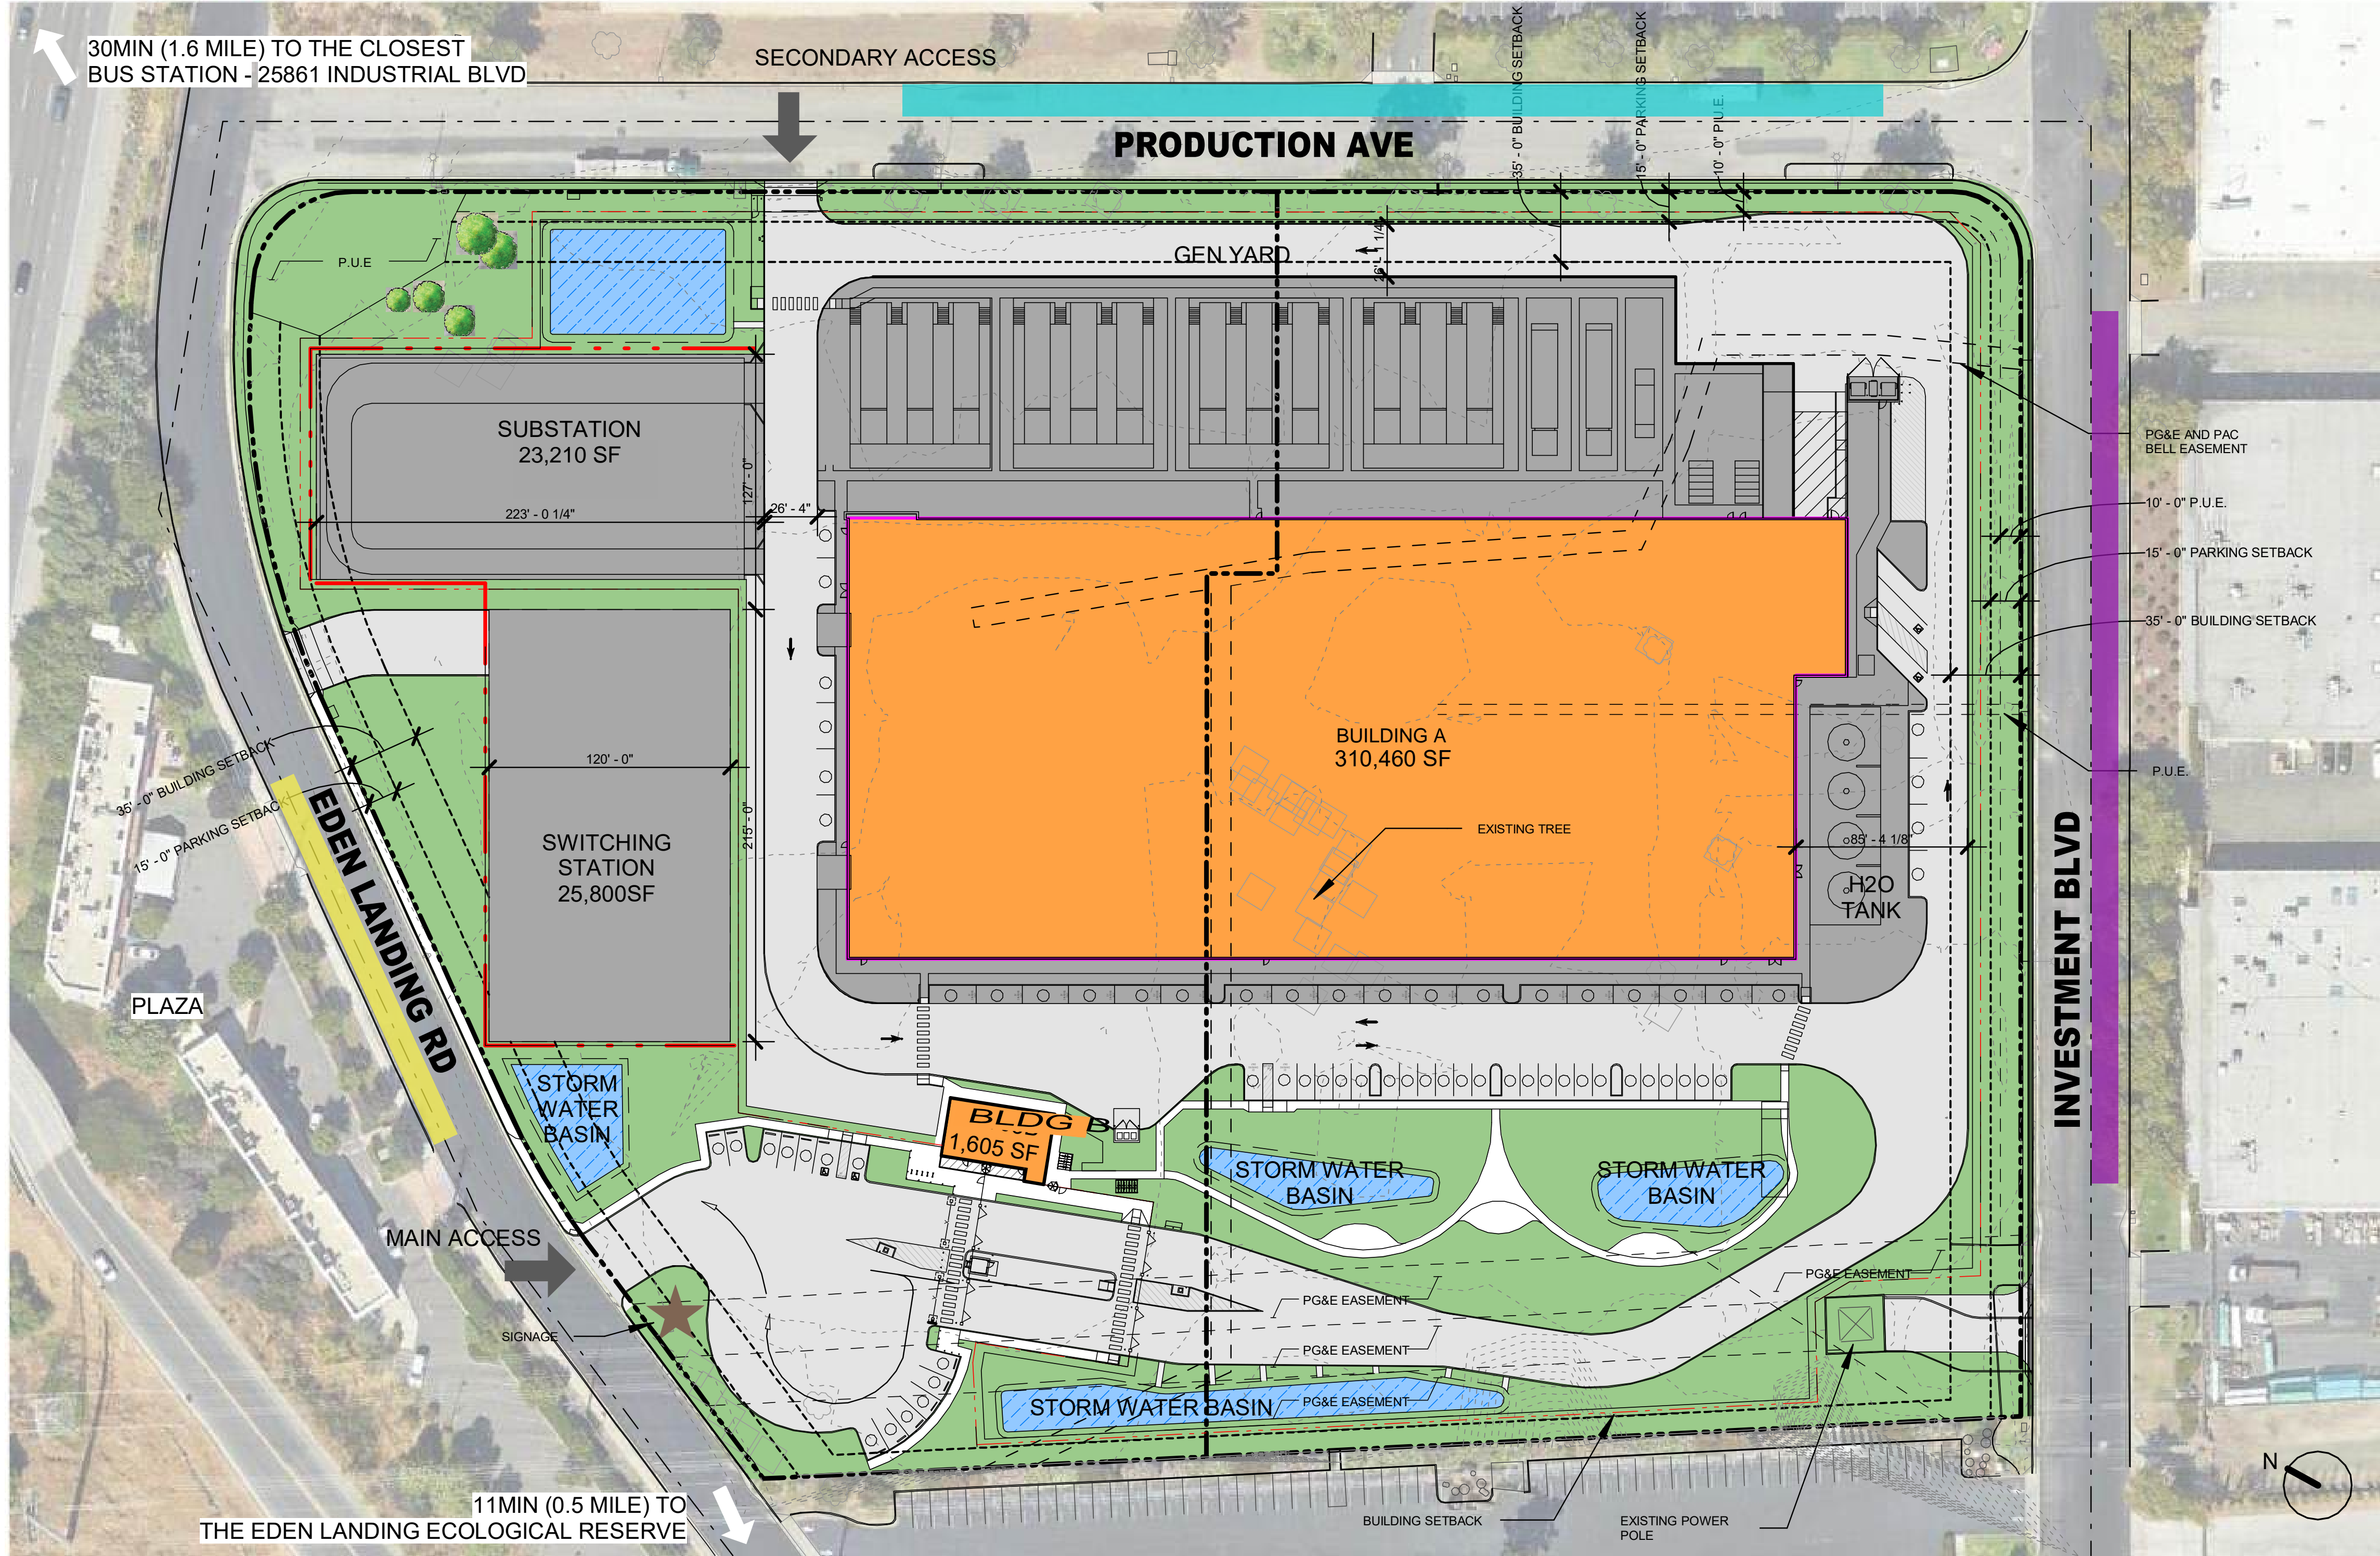 30MIN (1.6 MILE) TO THE CLOSEST
BUS STATION - 25861 INDUSTRIAL BLVD
SECONDARY ACCESS
PRODUCTION AVE
35' - 0" BUILDING SETBACK
15' - 0" PARKING SETBACK
10' - 0" P.U.E.
P.U.E
GEN YARD
26' - 1 1/4"
SUBSTATION
23,210 SF
223' - 0 1/4"
127' - 0"
26' - 4"
PG&E AND PAC
BELL EASEMENT
10' - 0" P.U.E.
15' - 0" PARKING SETBACK
35' - 0" BUILDING SETBACK
P.U.E.
BUILDING A
310,460 SF
EXISTING TREE
120' - 0"
215' - 0"
SWITCHING
STATION
25,800SF
35' - 0" BUILDING SETBACK
15' - 0" PARKING SETBACK
EDEN LANDING RD
85' - 4 1/8"
H2O
TANK
INVESTMENT BLVD
PLAZA
STORM
WATER
BASIN
BLDG B
1,605 SF
STORM WATER
BASIN
STORM WATER
BASIN
MAIN ACCESS
SIGNAGE
PG&E EASEMENT
PG&E EASEMENT
PG&E EASEMENT
STORM WATER BASIN
PG&E EASEMENT
11MIN (0.5 MILE) TO
THE EDEN LANDING ECOLOGICAL RESERVE
BUILDING SETBACK
EXISTING POWER
POLE
N